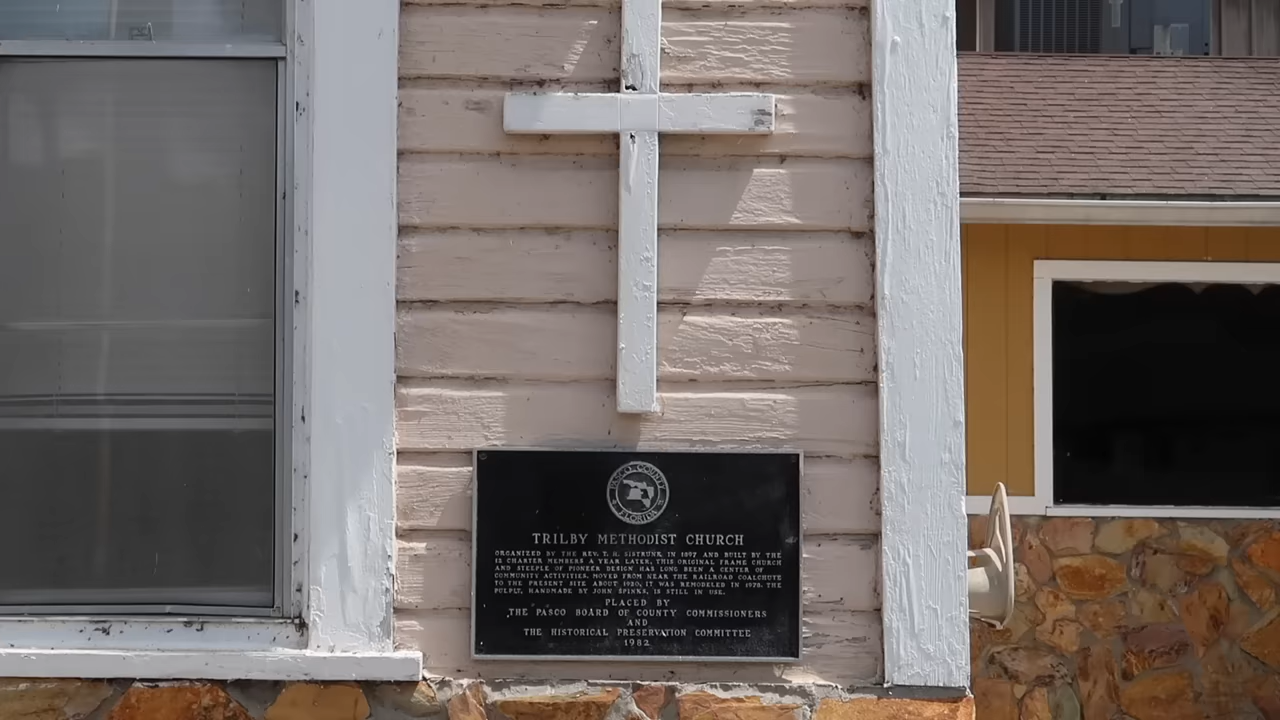 PASCO COUNTY
FLORIDA
TRILBY METHODIST CHURCH
ORGANIZED BY THE REV. T. H. SISTRUNK IN 1897 AND BUILT BY THE
12 CHARTER MEMBERS A YEAR LATER, THIS ORIGINAL FRAME CHURCH
AND STEEPLE OF PIONEER DESIGN HAS LONG BEEN A CENTER OF
COMMUNITY ACTIVITIES. MOVED FROM NEAR THE RAILROAD COALCHUTE
TO THE PRESENT SITE ABOUT 1920, IT WAS REMODELED IN 1978. THE
PULPIT, HANDMADE BY JOHN SPINKS, IS STILL IN USE.
PLACED BY
THE PASCO BOARD OF COUNTY COMMISSIONERS
AND
THE HISTORICAL PRESERVATION COMMITTEE
1982